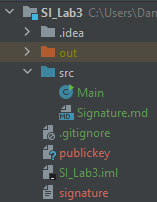 SI_Lab3 C:\Users\Dan
.idea
out
src
Main
Signature.md
.gitignore
publickey
SI_Lab3.iml
signature